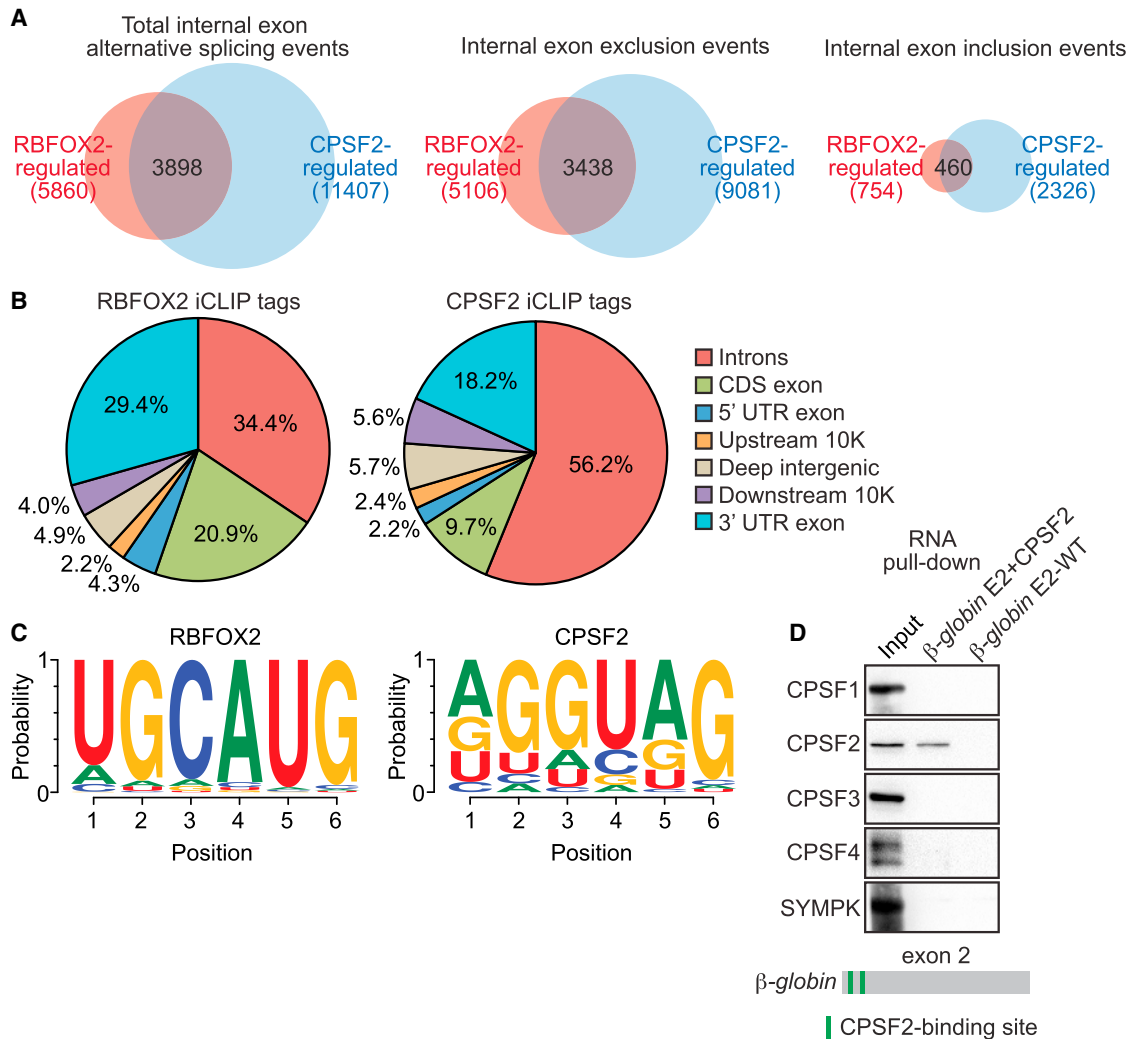 A
Total internal exon
alternative splicing events
RBFOX2-
regulated
(5860)
3898
CPSF2-
regulated
(11407)
Internal exon exclusion events
RBFOX2-
regulated
(5106)
3438
CPSF2-
regulated
(9081)
Internal exon inclusion events
RBFOX2-
regulated
(754)
460
CPSF2-
regulated
(2326)
B
RBFOX2 iCLIP tags
34.4%
20.9%
4.3%
2.2%
4.9%
4.0%
29.4%
CPSF2 iCLIP tags
56.2%
9.7%
2.2%
2.4%
5.7%
5.6%
18.2%
Introns
CDS exon
5' UTR exon
Upstream 10K
Deep intergenic
Downstream 10K
3' UTR exon
C
RBFOX2
Probability
1
0
UGCAUG
1 2 3 4 5 6
Position
CPSF2
Probability
1
0
AGGUAG
1 2 3 4 5 6
Position
D
RNA
pull-down
Input
β-globin E2+CPSF2
β-globin E2-WT
CPSF1
CPSF2
CPSF3
CPSF4
SYMPK
exon 2
β-globin
CPSF2-binding site